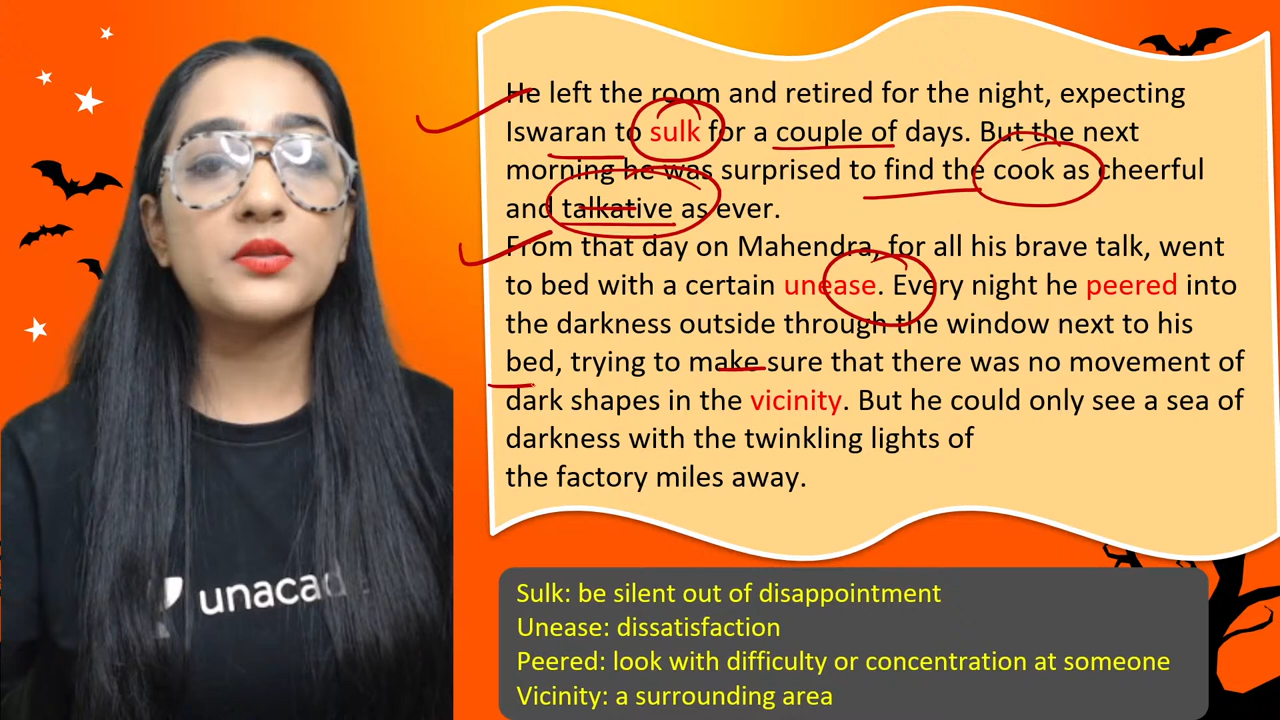 He left the room and retired for the night, expecting
Iswaran to sulk for a couple of days. But the next
morning he was surprised to find the cook as cheerful
and talkative as ever.
From that day on Mahendra, for all his brave talk, went
to bed with a certain unease. Every night he peered into
the darkness outside through the window next to his
bed, trying to make sure that there was no movement of
dark shapes in the vicinity. But he could only see a sea of
darkness with the twinkling lights of
the factory miles away.
unacad
Sulk: be silent out of disappointment
Unease: dissatisfaction
Peered: look with difficulty or concentration at someone
Vicinity: a surrounding area